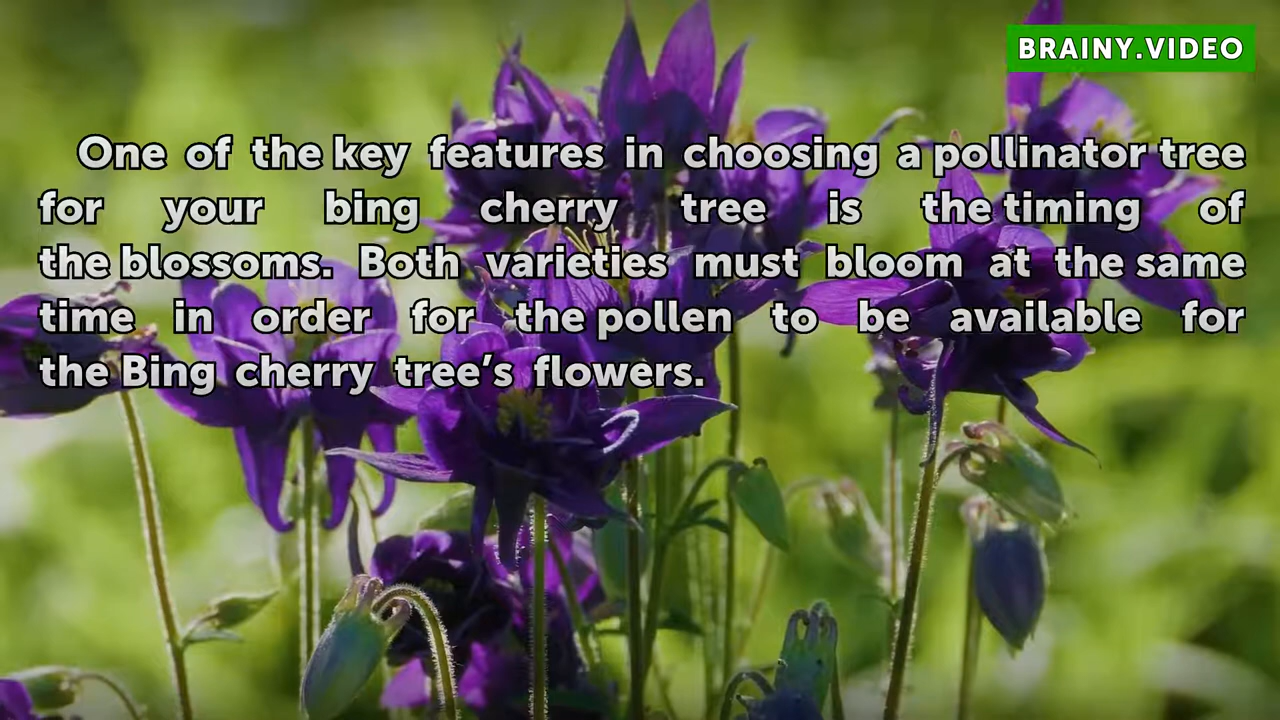 BRAINY.VIDEO
One of the key features in choosing a pollinator tree
for your bing cherry tree is the timing of
the blossoms. Both varieties must bloom at the same
time in order for the pollen to be available for
the Bing cherry tree’s flowers.